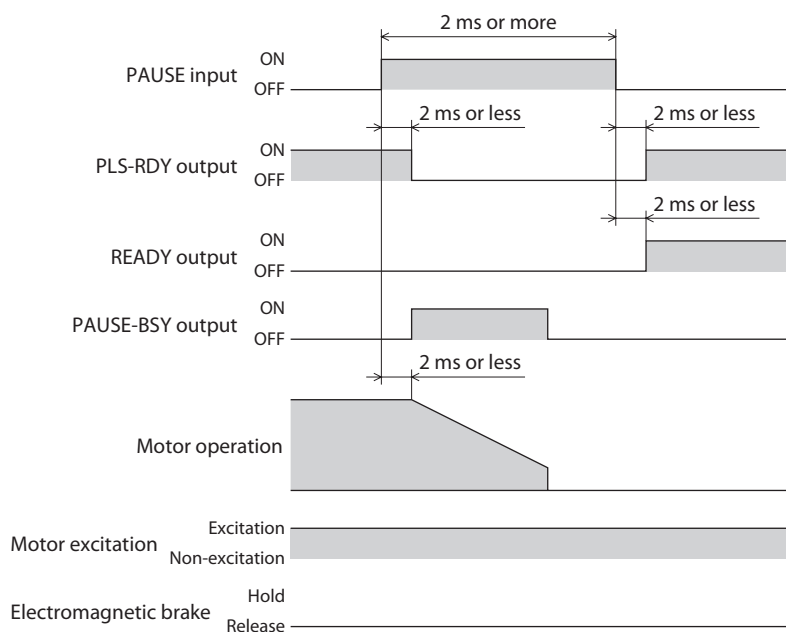 2 ms or more
ON
PAUSE input
OFF
2 ms or less
2 ms or less
ON
PLS-RDY output
OFF
2 ms or less
ON
READY output
OFF
ON
PAUSE-BSY output
OFF
2 ms or less
Motor operation
Excitation
Motor excitation
Non-excitation
Hold
Electromagnetic brake
Release